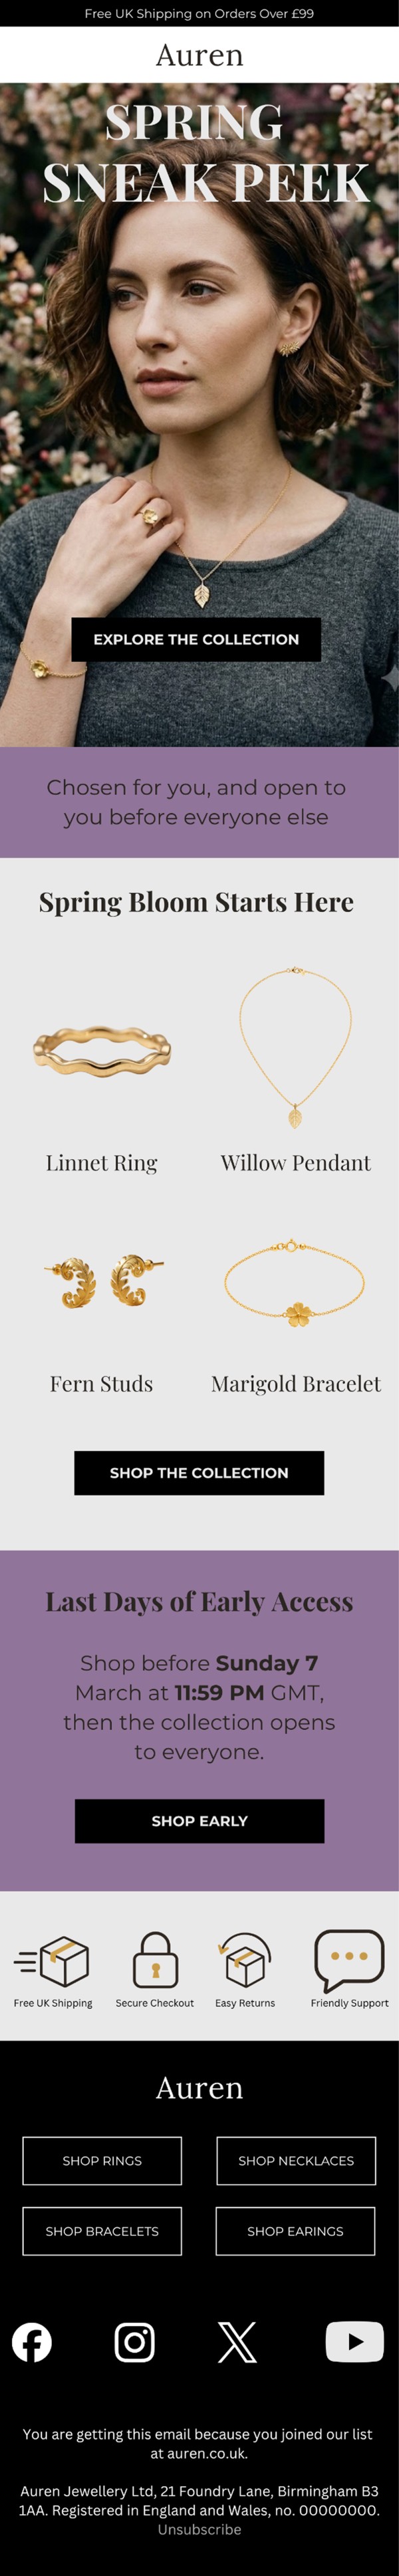 Free UK Shipping on Orders Over £99
Auren
SPRING
SNEAK PEEK
EXPLORE THE COLLECTION
Chosen for you, and open to
you before everyone else
Spring Bloom Starts Here
Linnet Ring
Willow Pendant
Fern Studs
Marigold Bracelet
SHOP THE COLLECTION
Last Days of Early Access
Shop before Sunday 7
March at 11:59 PM GMT,
then the collection opens
to everyone.
SHOP EARLY
Free UK Shipping
Secure Checkout
Easy Returns
Friendly Support
Auren
SHOP RINGS
SHOP NECKLACES
SHOP BRACELETS
SHOP EARINGS
You are getting this email because you joined our list
at auren.co.uk.
Auren Jewellery Ltd, 21 Foundry Lane, Birmingham B3
1AA. Registered in England and Wales, no. 00000000.
Unsubscribe